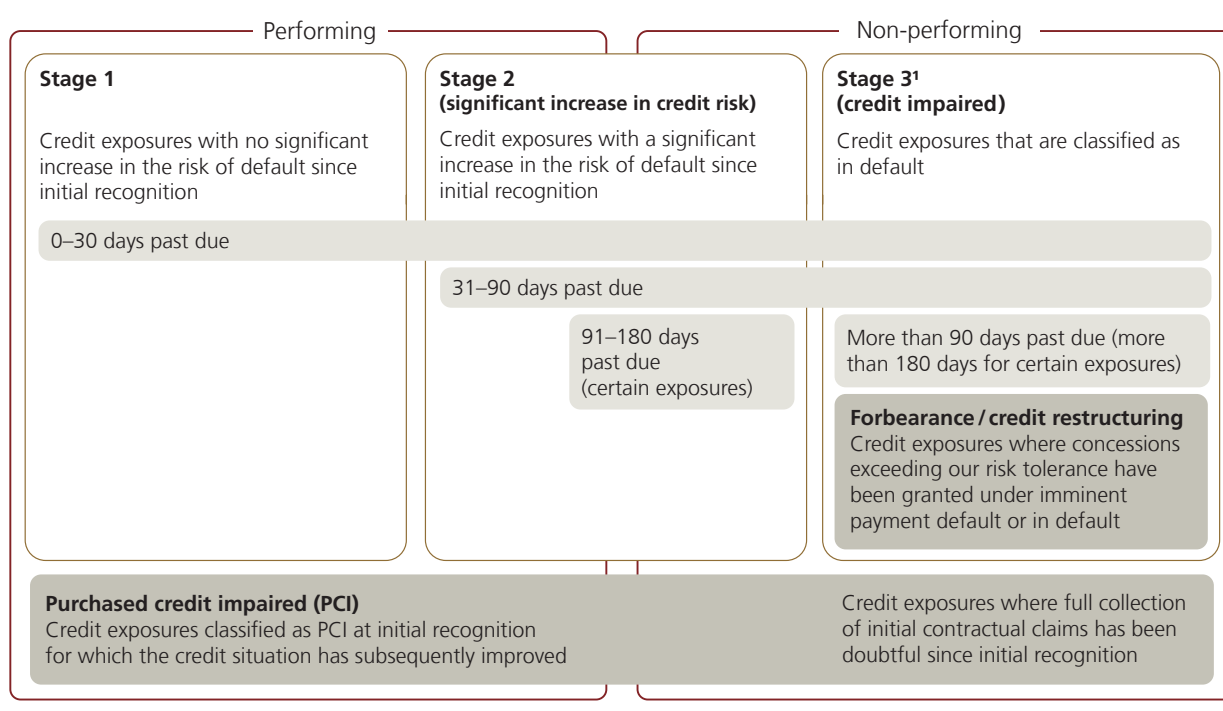 Performing
Non-performing
Stage 1
Credit exposures with no significant
increase in the risk of default since
initial recognition
Stage 2
(significant increase in credit risk)
Credit exposures with a significant
increase in the risk of default since
initial recognition
Stage 3¹
(credit impaired)
Credit exposures that are classified as
in default
0–30 days past due
31–90 days past due
91–180 days
past due
(certain exposures)
More than 90 days past due (more
than 180 days for certain exposures)
Forbearance / credit restructuring
Credit exposures where concessions
exceeding our risk tolerance have
been granted under imminent
payment default or in default
Purchased credit impaired (PCI)
Credit exposures classified as PCI at initial recognition
for which the credit situation has subsequently improved
Credit exposures where full collection
of initial contractual claims has been
doubtful since initial recognition